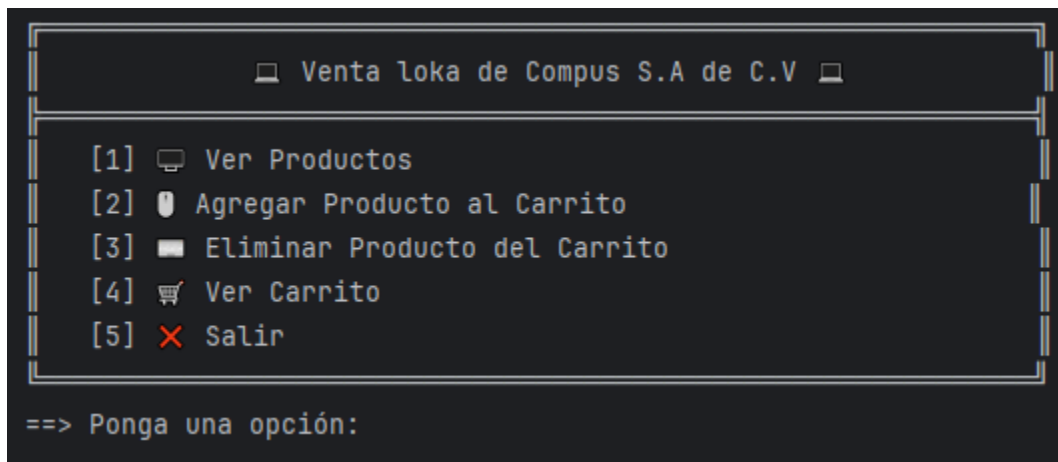 💻 Venta loka de Compus S.A de C.V 💻
[1] 🖥 Ver Productos
[2] 🖱 Agregar Producto al Carrito
[3] ⌨ Eliminar Producto del Carrito
[4] 🛒 Ver Carrito
[5] ❌ Salir
==> Ponga una opción: